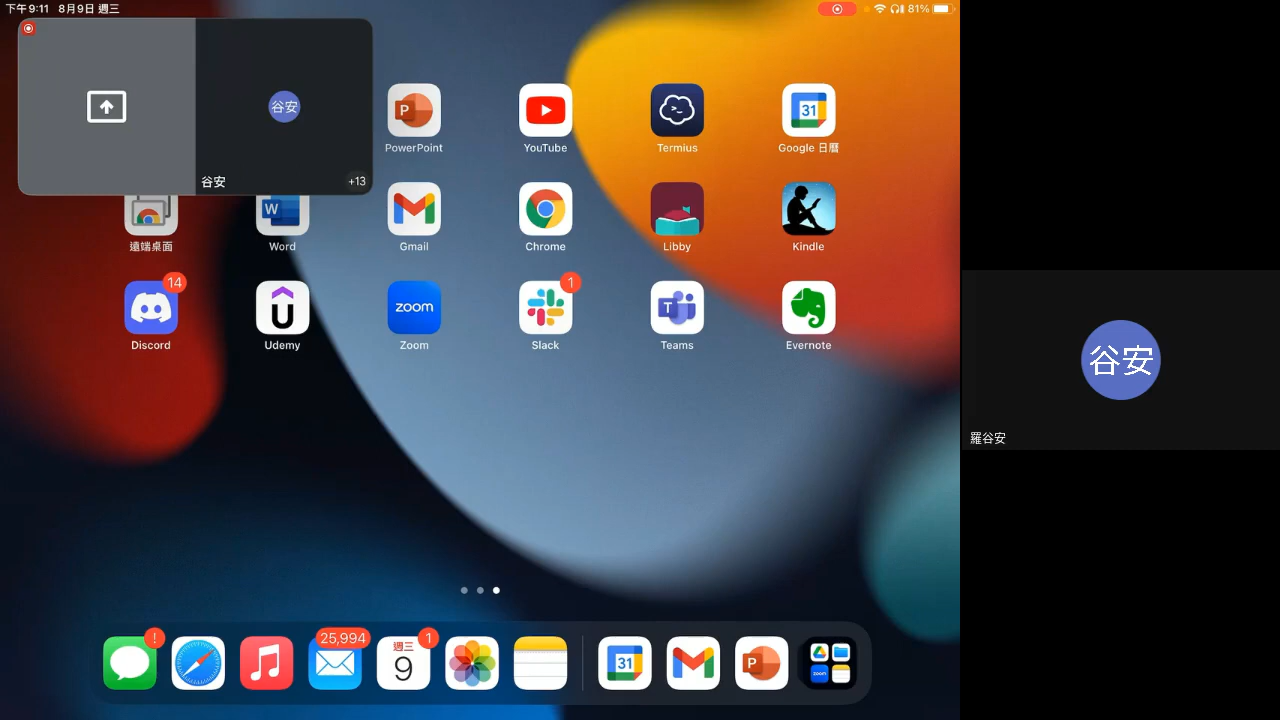 下午9:11 8月9日 週三
81%
谷安
谷安
+13
PowerPoint
YouTube
Termius
31
Google 日曆
遠端桌面
W
Word
Gmail
Chrome
Libby
Kindle
14
Discord
U
Udemy
zoom
Zoom
1
Slack
T
Teams
Evernote
谷安
羅谷安
!
25,994
週三
9
1
31
P
zoom